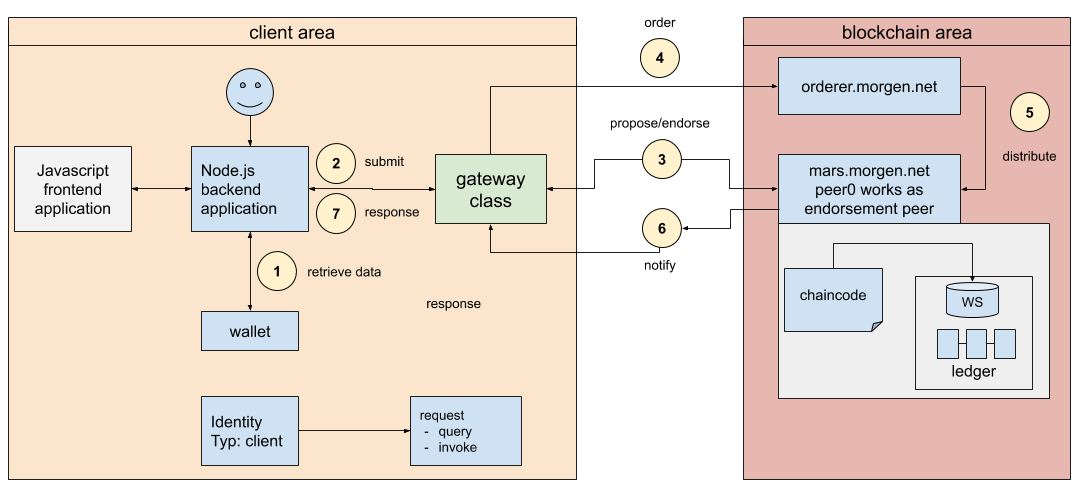 client area
blockchain area
order
4
orderer.morgen.net
5
distribute
propose/endorse
3
Javascript
frontend
application
Node.js
backend
application
2
submit
7
response
gateway
class
mars.morgen.net
peer0 works as
endorsement peer
6
notify
1
retrieve data
wallet
response
chaincode
WS
ledger
Identity
Typ: client
request
- query
- invoke